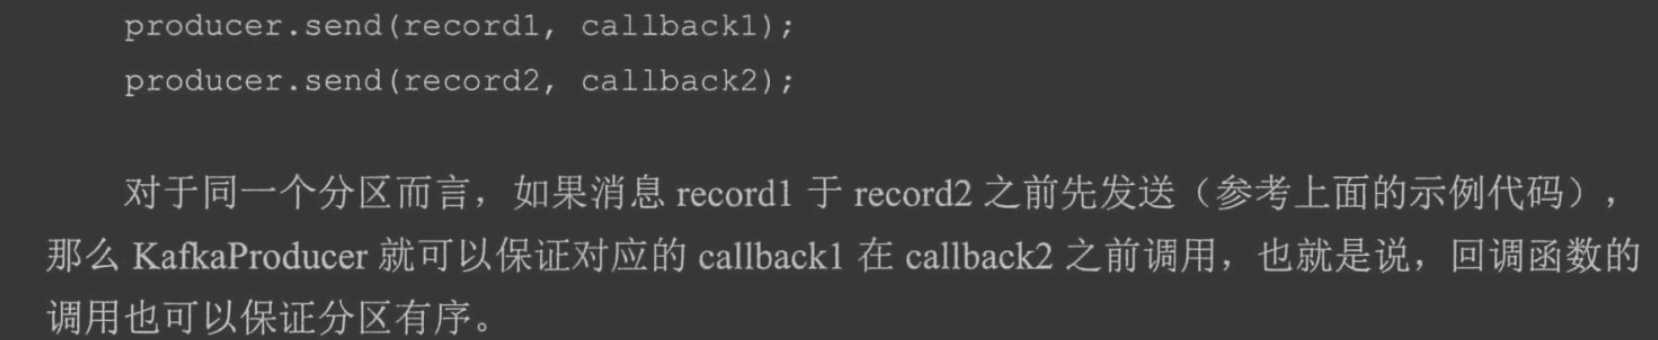 producer.send(record1, callback1);
producer.send(record2, callback2);
对于同一个分区而言，如果消息 record1 于 record2 之前先发送（参考上面的示例代码），
那么 KafkaProducer 就可以保证对应的 callback1 在 callback2 之前调用，也就是说，回调函数的
调用也可以保证分区有序。